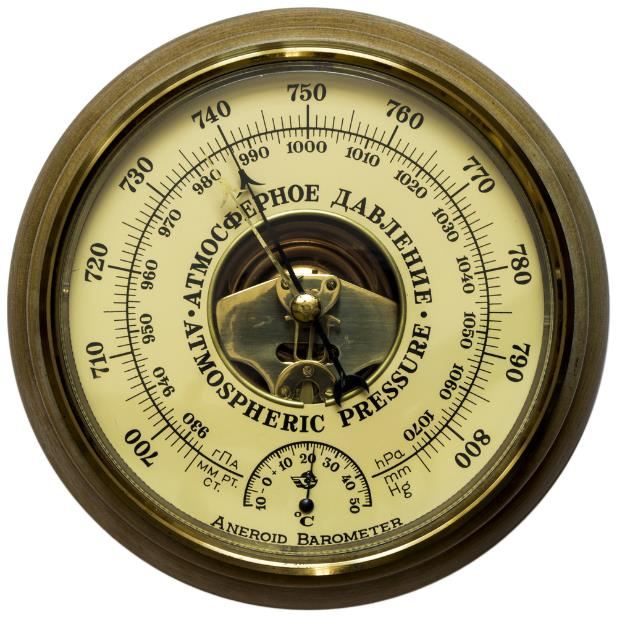 700 710 720 730 740 750 760 770 780 790 800
930 940 950 960 970 980 990 1000 1010 1020 1030 1040 1050 1060 1070
•АТМОСФЕРНОЕ ДАВЛЕНИЕ•
ATMOSPHERIC PRESSURE
гПА
ММ.РТ.
СТ.
hPa
mm
Hg
10- 0 +10 20 30 40 50
°C
ANEROID BAROMETER